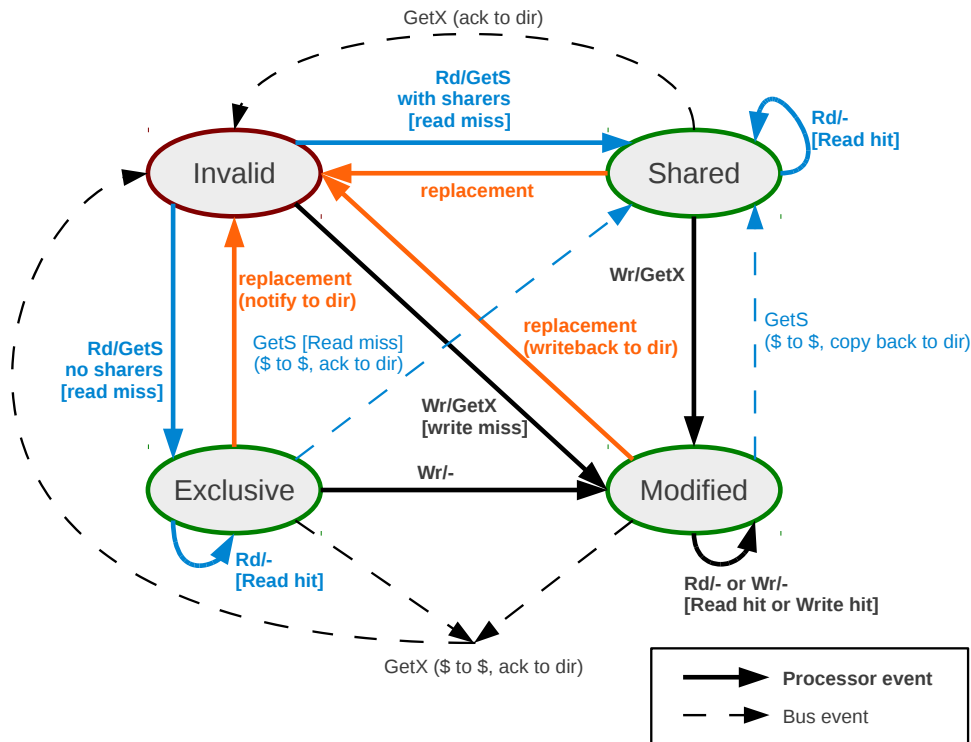 GetX (ack to dir)
Rd/GetS
with sharers
[read miss]
Rd/-
[Read hit]
Invalid
Shared
replacement
Wr/GetX
replacement
(notify to dir)
GetS [Read miss]
($ to $, ack to dir)
replacement
(writeback to dir)
GetS
($ to $, copy back to dir)
Rd/GetS
no sharers
[read miss]
Wr/GetX
[write miss]
Exclusive
Wr/-
Modified
Rd/-
[Read hit]
Rd/- or Wr/-
[Read hit or Write hit]
GetX ($ to $, ack to dir)
Processor event
Bus event